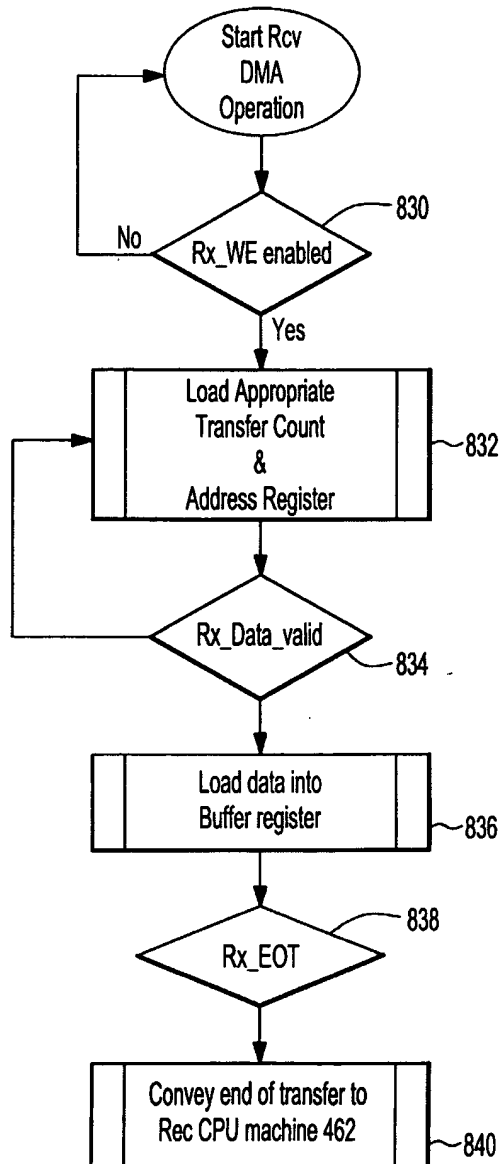 Start Rcv
DMA
Operation
830
No
Rx_WE enabled
Yes
Load Appropriate
Transfer Count
&
Address Register
832
Rx_Data_valid
834
Load data into
Buffer register
836
838
Rx_EOT
Convey end of transfer to
Rec CPU machine 462
840